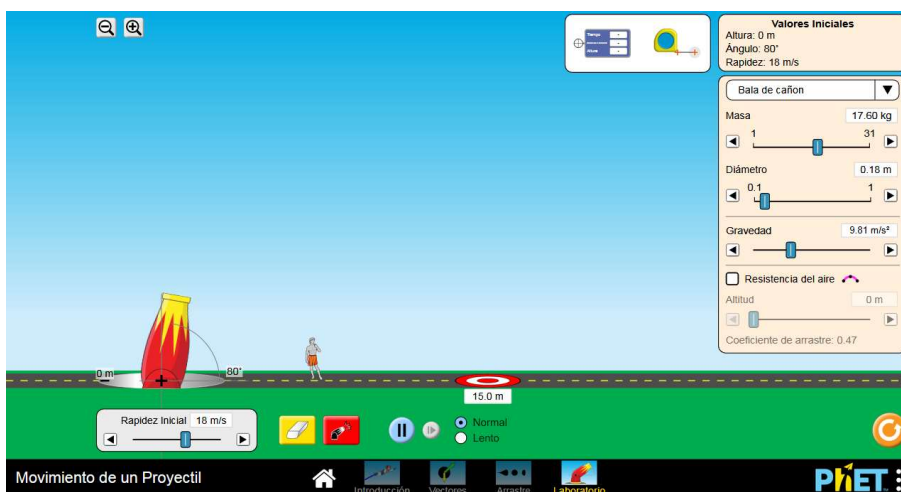 Valores Iniciales
Altura: 0 m
Ángulo: 80°
Rapidez: 18 m/s
Tiempo
Altura
Bala de cañon
Masa
17.60 kg
1
31
Diámetro
0.18 m
0.1
1
Gravedad
9.81 m/s²
Resistencia del aire
Altitud
0 m
Coeficiente de arrastre: 0.47
0 m
80°
15.0 m
Rapidez Inicial
18 m/s
Normal
Lento
Movimiento de un Proyectil
Introducción
Vectores
Arrastre
Laboratorio
PhET